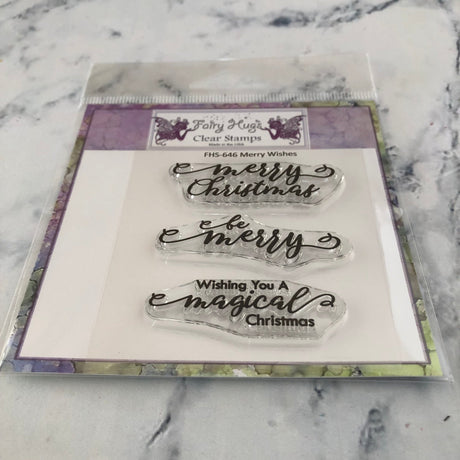 Fairy Hugs
Clear Stamps
Made in the USA
FHS-646 Merry Wishes
merry
Christmas
be
merry
Wishing You A
magical
Christmas